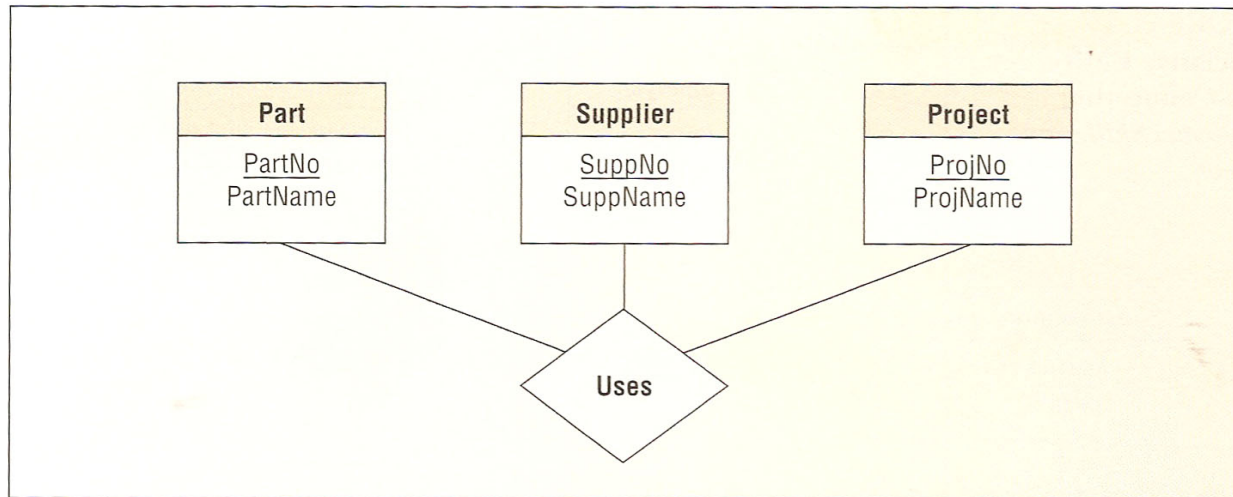 Part
PartNo
PartName
Supplier
SuppNo
SuppName
Project
ProjNo
ProjName
Uses